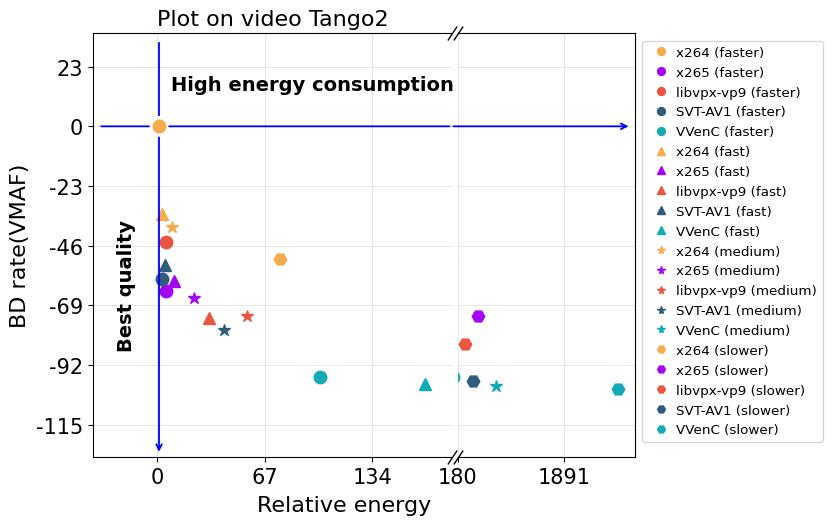 Plot on video Tango2
High energy consumption
Best quality
BD rate(VMAF)
23
0
-23
-46
-69
-92
-115
0 67 134 180 1891
Relative energy
x264 (faster)
x265 (faster)
libvpx-vp9 (faster)
SVT-AV1 (faster)
VVenC (faster)
x264 (fast)
x265 (fast)
libvpx-vp9 (fast)
SVT-AV1 (fast)
VVenC (fast)
x264 (medium)
x265 (medium)
libvpx-vp9 (medium)
SVT-AV1 (medium)
VVenC (medium)
x264 (slower)
x265 (slower)
libvpx-vp9 (slower)
SVT-AV1 (slower)
VVenC (slower)